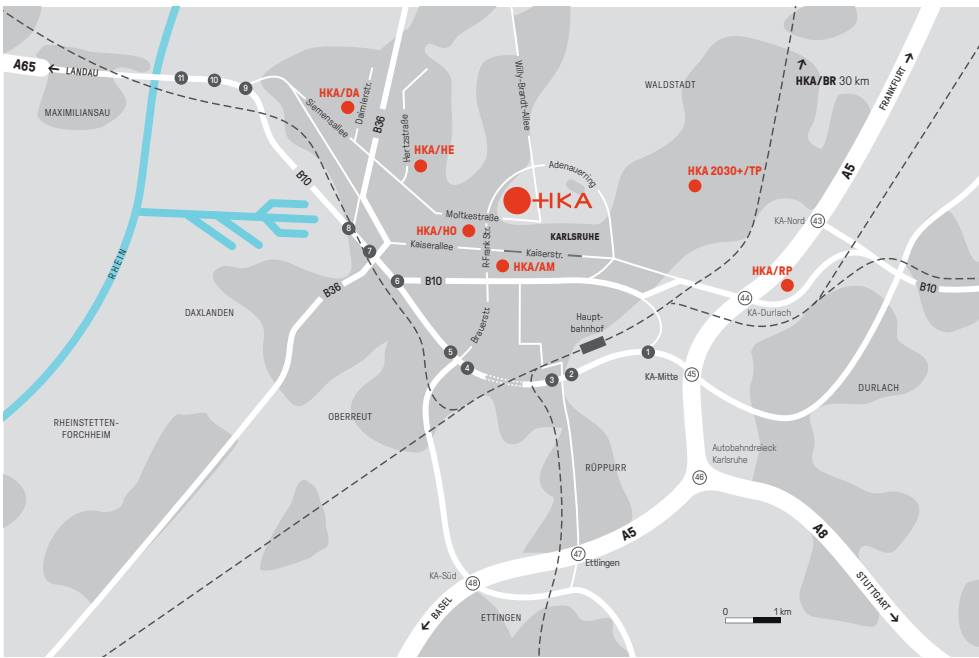 A65
← LANDAU
MAXIMILIANSAU
11
10
9
HKA/DA
Siemensallee
Daimlerstr.
B36
Hertzstraße
HKA/HE
Willy-Brandt-Allee
WALDSTADT
HKA/BR 30 km
FRANKFURT →
A5
HKA 2030+/TP
Adenauerring
HKA
Moltkestraße
HKA/HO
KARLSRUHE
Kaiserallee
R-Frank Str.
Kaiserstr.
HKA/AM
B10
8
7
6
B10
B36
RHEIN
DAXLANDEN
KA-Nord
43
HKA/RP
B10
44
KA-Durlach
Haupt-
bahnhof
Brauerstr.
5
4
3
2
1
KA-Mitte
45
DURLACH
RHEINSTETTEN-
FORCHHEIM
OBERREUT
RÜPPURR
Autobahndreieck
Karlsruhe
46
A5
A8
47
Ettlingen
KA-Süd
48
← BASEL
ETTINGEN
STUTTGART →
0 1 km